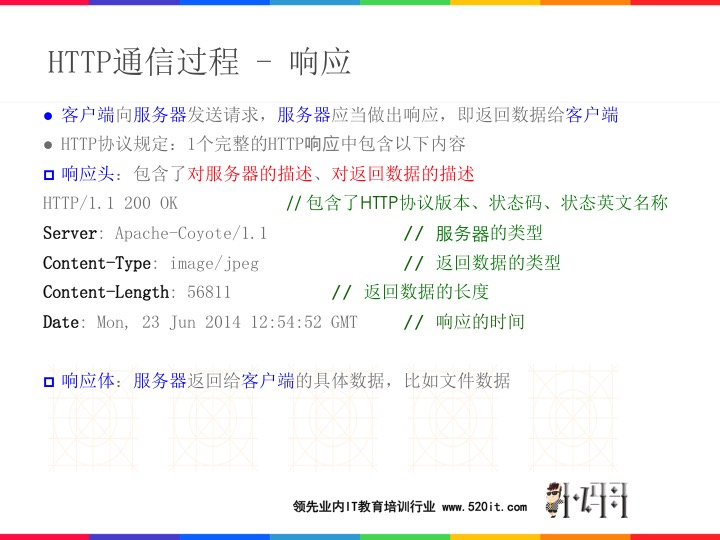 HTTP通信过程 - 响应
客户端向服务器发送请求，服务器应当做出响应，即返回数据给客户端
HTTP协议规定：1个完整的HTTP响应中包含以下内容
响应头：包含了对服务器的描述、对返回数据的描述
HTTP/1.1 200 OK // 包含了HTTP协议版本、状态码、状态英文名称
Server: Apache-Coyote/1.1 // 服务器的类型
Content-Type: image/jpeg // 返回数据的类型
Content-Length: 56811 // 返回数据的长度
Date: Mon, 23 Jun 2014 12:54:52 GMT // 响应的时间
响应体：服务器返回给客户端的具体数据，比如文件数据
领先业内IT教育培训行业 www.520it.com
小码哥